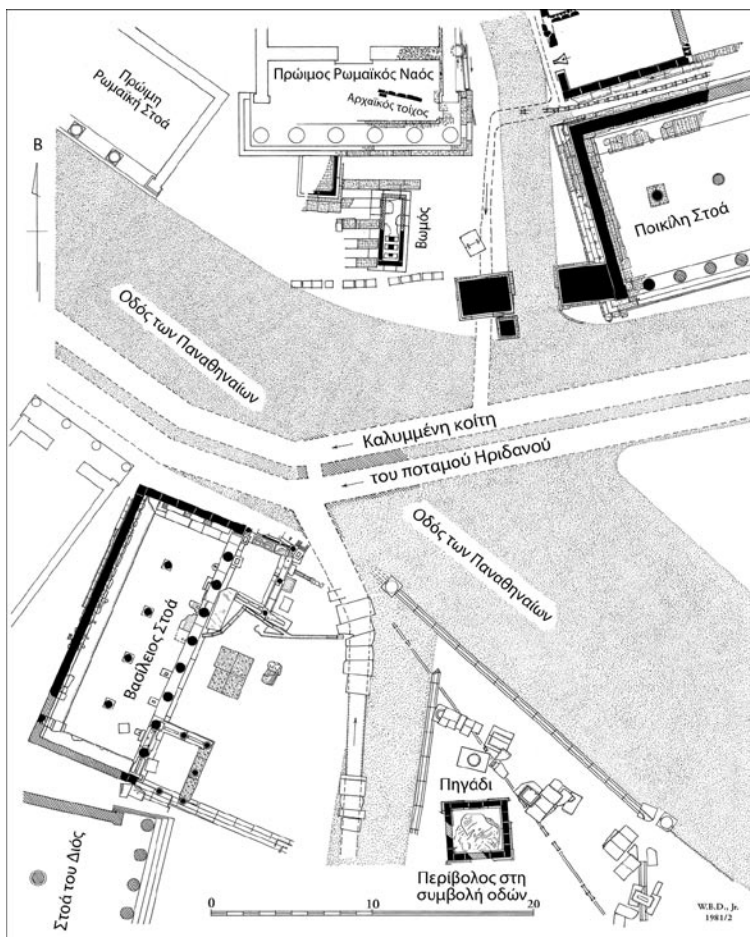 Πρώιμη
Ρωμαϊκή Στοά
Πρώιμος Ρωμαϊκός Ναός
Αρχαϊκός τοίχος
Β
Βωμός
Ποικίλη Στοά
Οδός των Παναθηναίων
Καλυμμένη κοίτη
του ποταμού Ηριδανού
Οδός των Παναθηναίων
Βασίλειος Στοά
Πηγάδι
Περίβολος στη
συμβολή οδών
Στοά του Διός
0 10 20
W.B.D., Jr.
1981/2